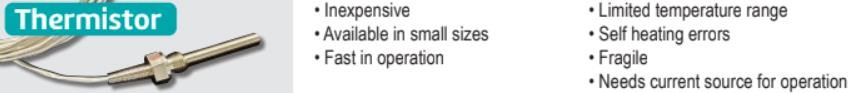 Thermistor
• Inexpensive
• Available in small sizes
• Fast in operation
• Limited temperature range
• Self heating errors
• Fragile
• Needs current source for operation